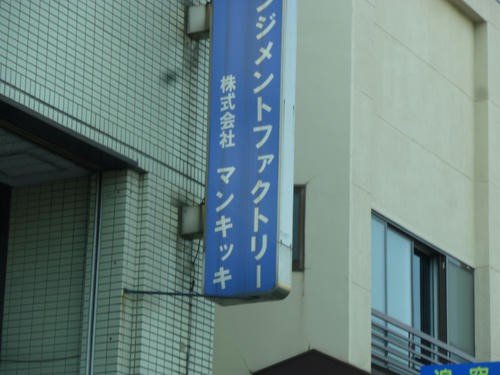 ンジメントファクトリー
株式会社 マンキッキ